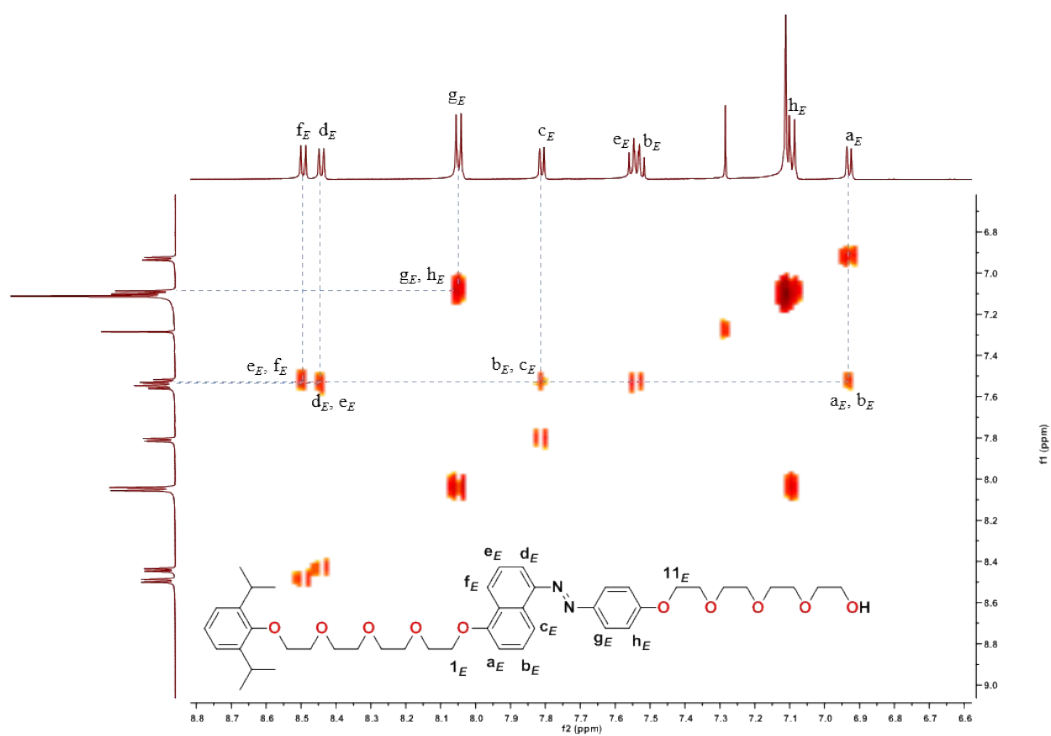 f_E d_E g_E c_E e_E b_E h_E a_E
6.8
7.0
g_E, h_E
7.2
7.4
e_E, f_E b_E, c_E
7.6
d_E, e_E a_E, b_E
7.8
8.0
8.2
8.4
e_E d_E
f_E N 11_E
N O O O O OH
8.6
O O O O O c_E g_E h_E
1_E a_E b_E
8.8
9.0
8.8 8.7 8.6 8.5 8.4 8.3 8.2 8.1 8.0 7.9 7.8 7.7 7.6 7.5 7.4 7.3 7.2 7.1 7.0 6.9 6.8 6.7 6.6
f2 (ppm)
f1 (ppm)